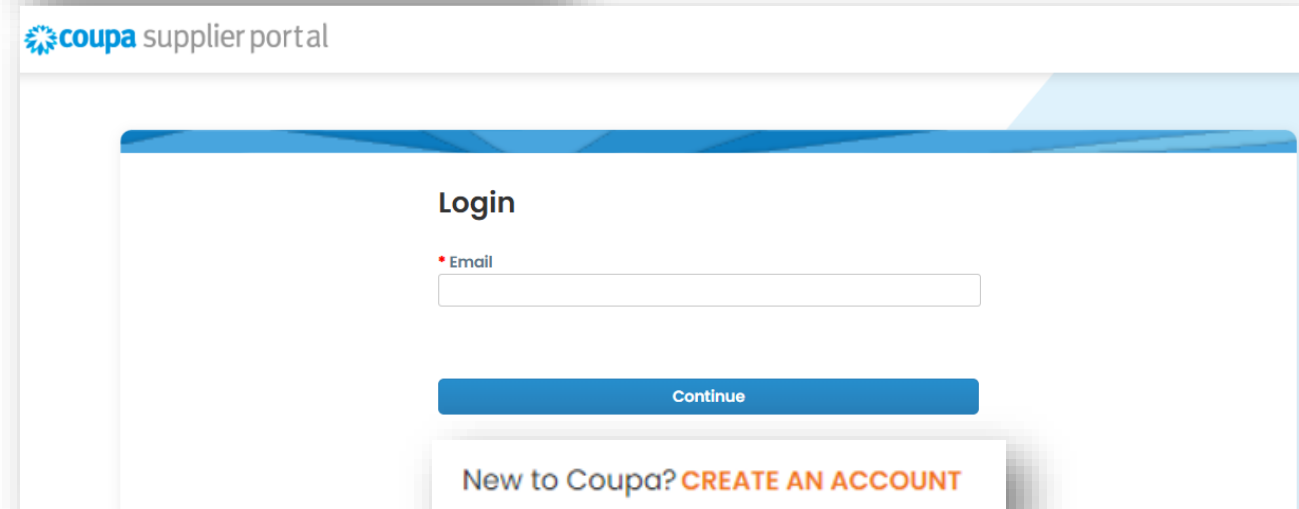 coupa supplier portal
Login
* Email
Continue
New to Coupa? CREATE AN ACCOUNT